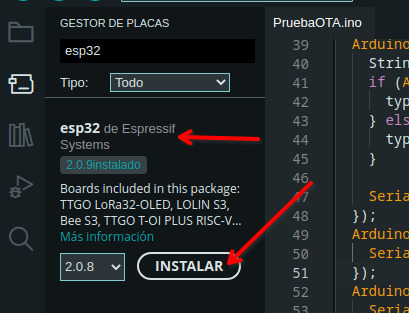 GESTOR DE PLACAS
esp32
Tipo: Todo
esp32 de Espressif
Systems
2.0.9instalado
Boards included in this package:
TTGO LoRa32-OLED, LOLIN S3,
Bee S3, TTGO T-OI PLUS RISC-V...
Más información
2.0.8 INSTALAR
PruebaOTA.ino
39 Arduino
40 String
41 if (A
42 typ
43 } els
44 typ
45 }
46
47 Seria
48 });
49 Arduino
50 Seria
51 });
52 Arduino
53 Seria